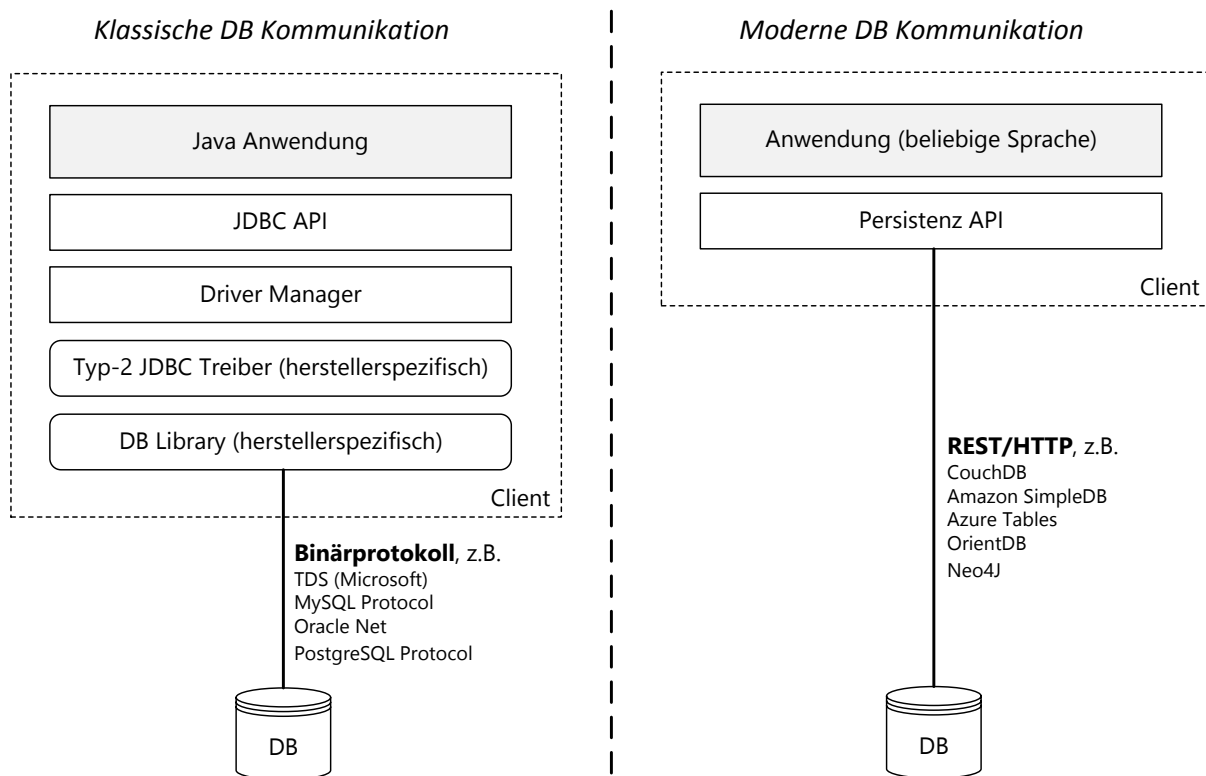 Klassische DB Kommunikation
Java Anwendung
JDBC API
Driver Manager
Typ-2 JDBC Treiber (herstellerspezifisch)
DB Library (herstellerspezifisch)
Client
Binärprotokoll, z.B.
TDS (Microsoft)
MySQL Protocol
Oracle Net
PostgreSQL Protocol
DB
Moderne DB Kommunikation
Anwendung (beliebige Sprache)
Persistenz API
Client
REST/HTTP, z.B.
CouchDB
Amazon SimpleDB
Azure Tables
OrientDB
Neo4J
DB